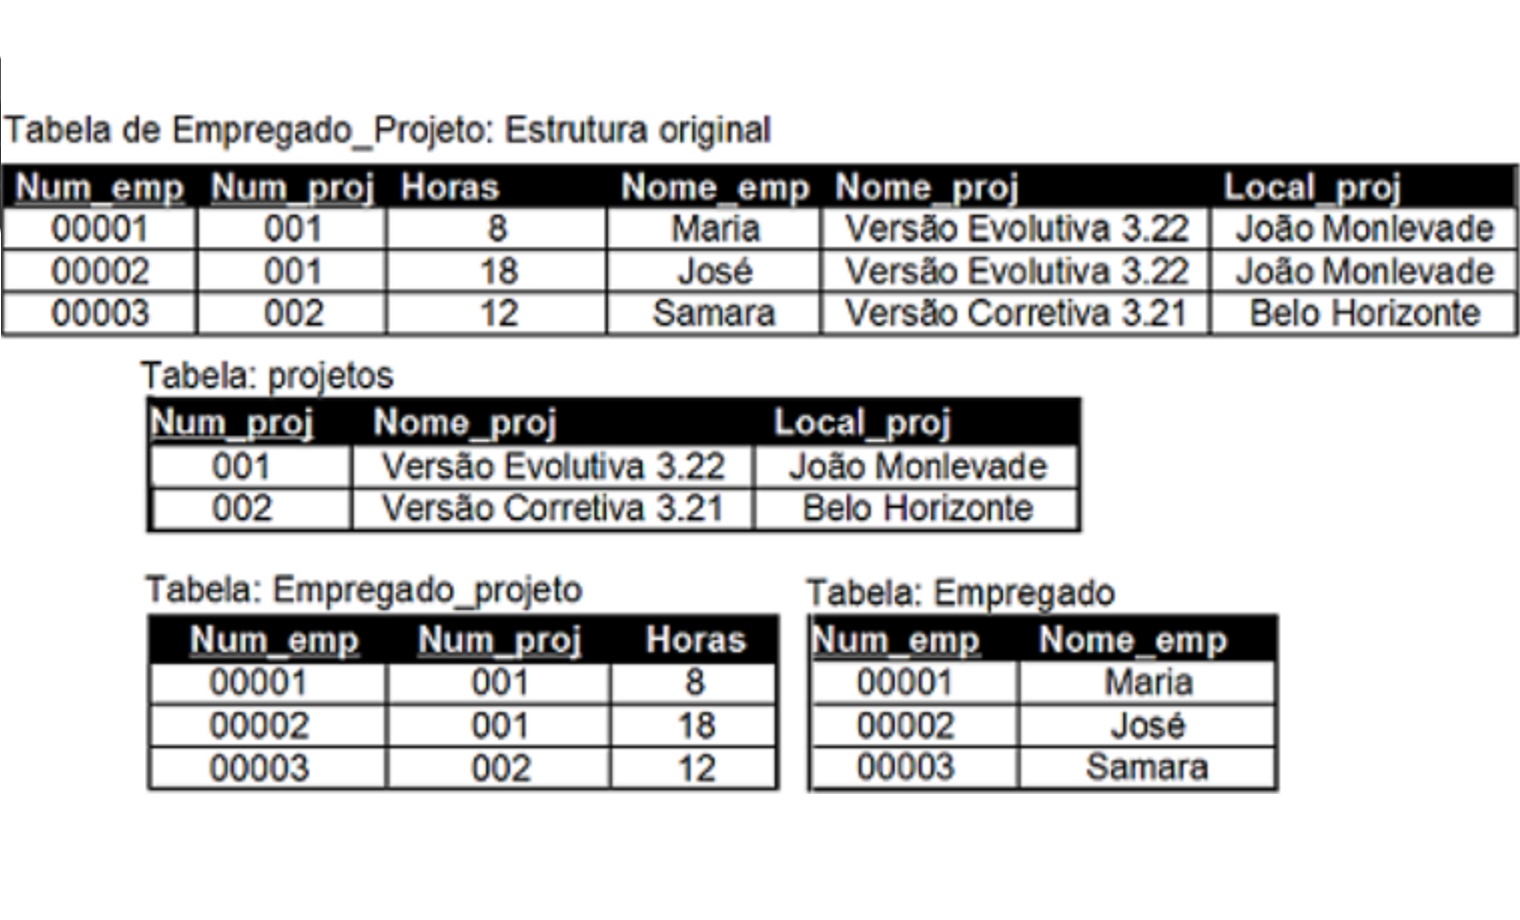 Tabela de Empregado_Projeto: Estrutura original
Num_emp Num_proj Horas Nome_emp Nome_proj Local_proj
00001 001 8 Maria Versão Evolutiva 3.22 João Monlevade
00002 001 18 José Versão Evolutiva 3.22 João Monlevade
00003 002 12 Samara Versão Corretiva 3.21 Belo Horizonte
Tabela: projetos
Num_proj Nome_proj Local_proj
001 Versão Evolutiva 3.22 João Monlevade
002 Versão Corretiva 3.21 Belo Horizonte
Tabela: Empregado_projeto
Num_emp Num_proj Horas
00001 001 8
00002 001 18
00003 002 12
Tabela: Empregado
Num_emp Nome_emp
00001 Maria
00002 José
00003 Samara